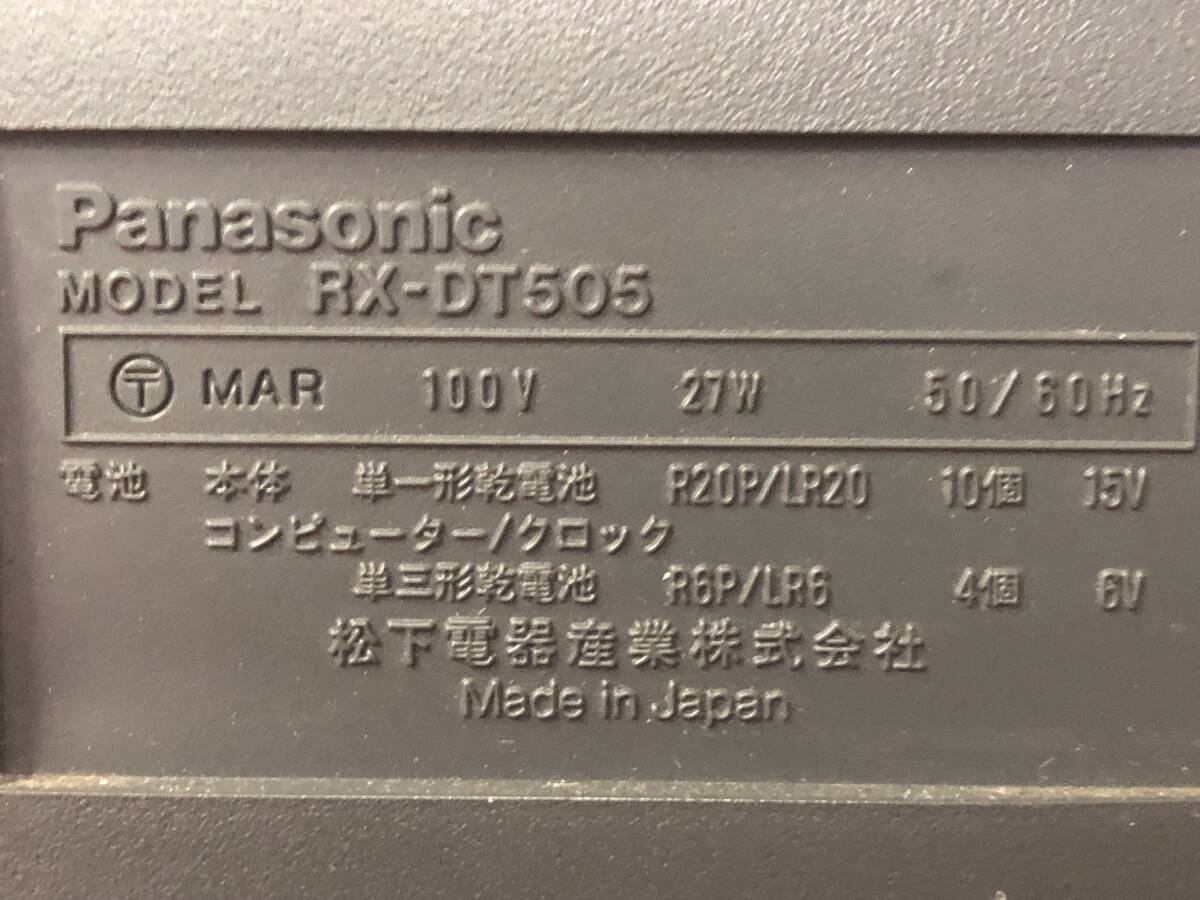 Panasonic
MODEL RX-DT505
〒 MAR 100V 27W 50/60Hz
電池 本体 単一形乾電池 R20P/LR20 10個 15V
コンピューター/クロック
単三形乾電池 R6P/LR6 4個 6V
松下電器産業株式会社
Made in Japan